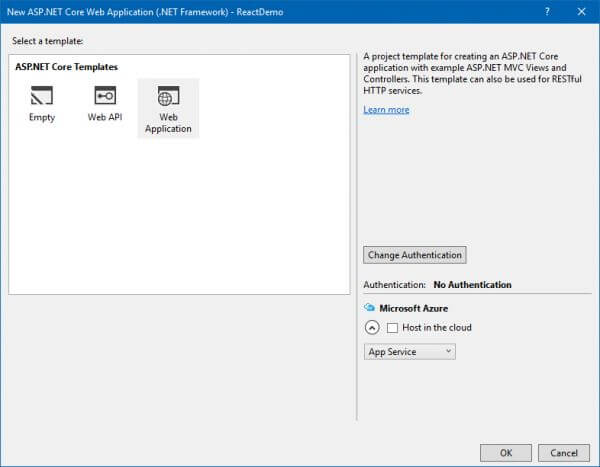 New ASP.NET Core Web Application (.NET Framework) - ReactDemo
?
Select a template:
ASP.NET Core Templates
Empty
Web API
Web
Application
A project template for creating an ASP.NET Core
application with example ASP.NET MVC Views and
Controllers. This template can also be used for RESTful
HTTP services.
Learn more
Change Authentication
Authentication: No Authentication
Microsoft Azure
Host in the cloud
App Service
OK
Cancel